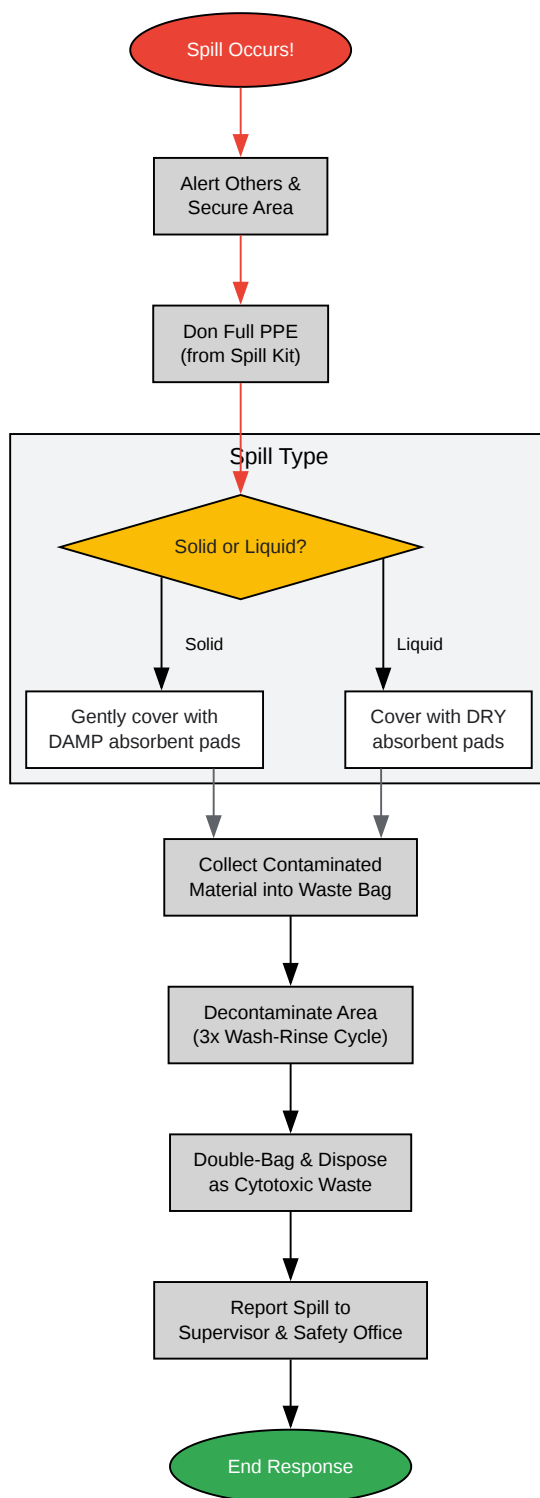 Spill Occurs!
Alert Others &
Secure Area
Don Full PPE
(from Spill Kit)
Spill Type
Solid or Liquid?
Solid
Liquid
Gently cover with
DAMP absorbent pads
Cover with DRY
absorbent pads
Collect Contaminated
Material into Waste Bag
Decontaminate Area
(3x Wash-Rinse Cycle)
Double-Bag & Dispose
as Cytotoxic Waste
Report Spill to
Supervisor & Safety Office
End Response